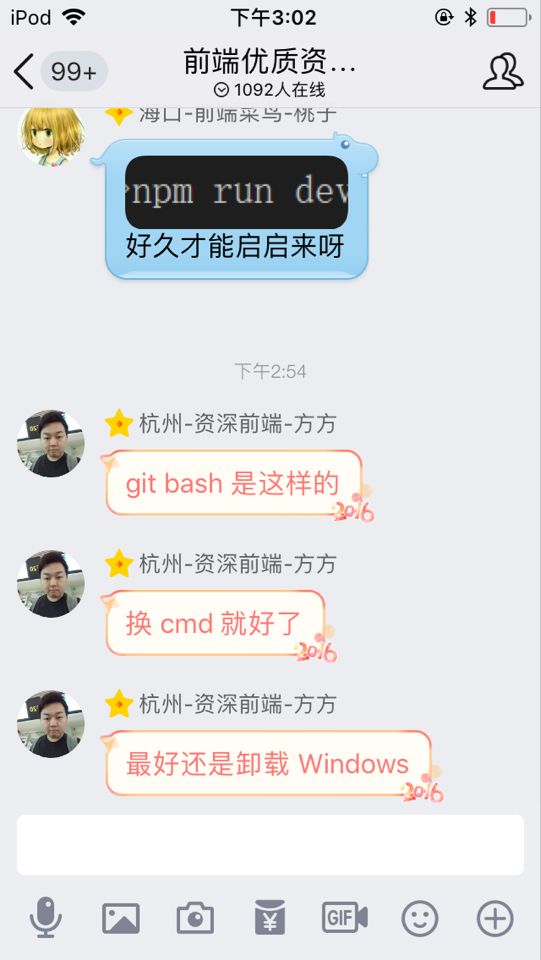 iPod
下午3:02
99+
前端优质资...
1092人在线
海口-前端菜鸟-桃子
>npm run dev
好久才能启启来呀
下午2:54
杭州-资深前端-方方
git bash 是这样的
2016
杭州-资深前端-方方
换 cmd 就好了
2016
杭州-资深前端-方方
最好还是卸载 Windows
2016
¥
GIF